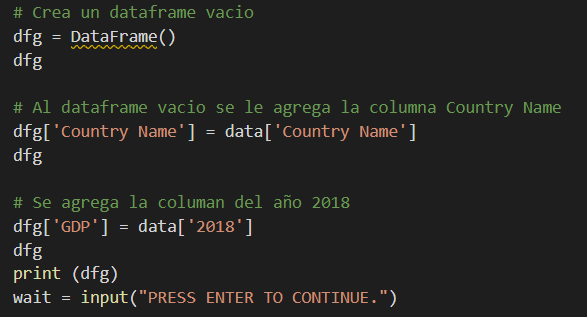 # Crea un dataframe vacio
dfg = DataFrame()
dfg
# Al dataframe vacio se le agrega la columna Country Name
dfg['Country Name'] = data['Country Name']
dfg
# Se agrega la columan del año 2018
dfg['GDP'] = data['2018']
dfg
print (dfg)
wait = input("PRESS ENTER TO CONTINUE.")